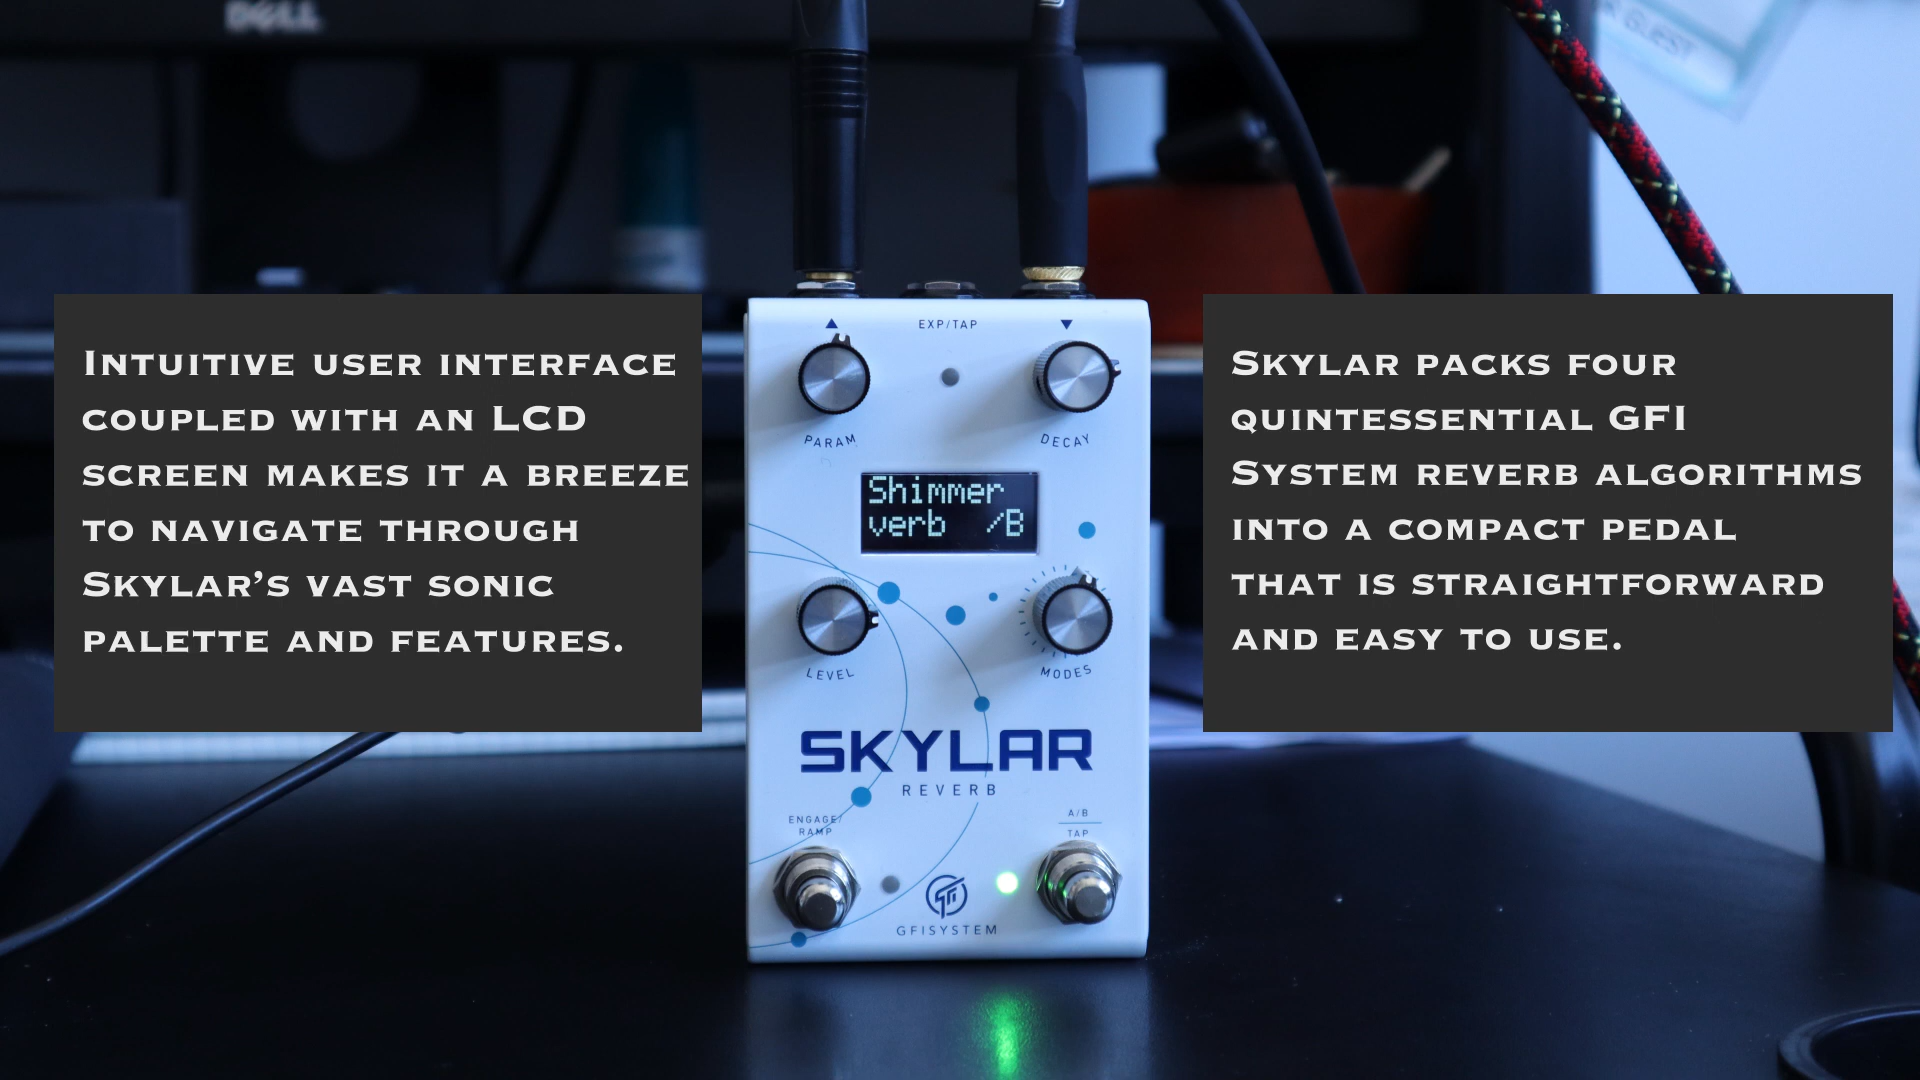 DELL
GUEST
Intuitive user interface
coupled with an LCD
screen makes it a breeze
to navigate through
Skylar’s vast sonic
palette and features.
EXP/TAP
PARAM
DECAY
Shimmer
verb /B
LEVEL
MODES
SKYLAR
REVERB
ENGAGE/
RAMP
A/B
TAP
GFI
GFISYSTEM
Skylar packs four
quintessential GFI
System reverb algorithms
into a compact pedal
that is straightforward
and easy to use.